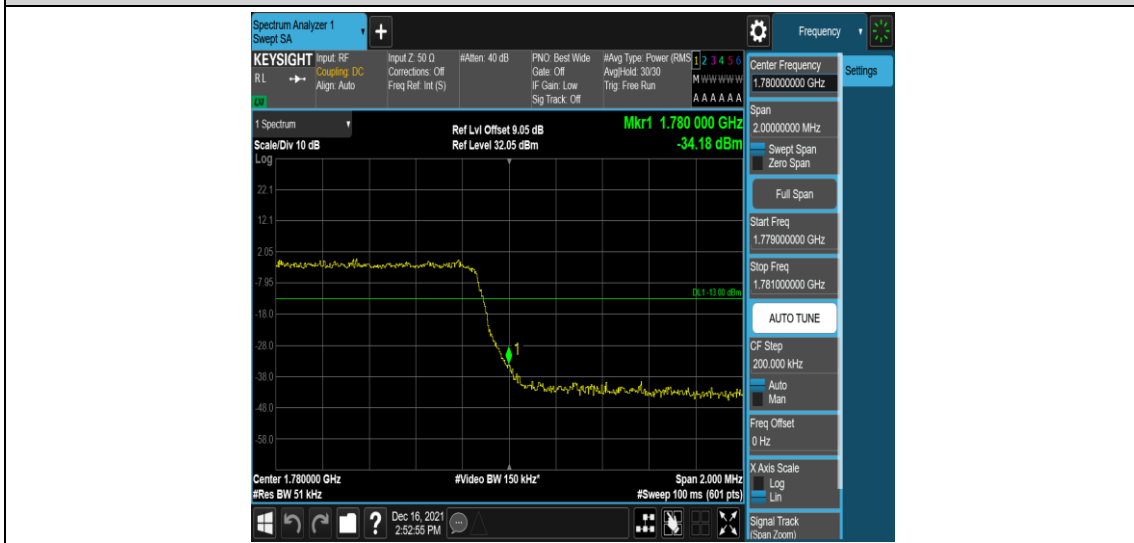 Spectrum Analyzer 1
Swept SA
+
Frequency
KEYSIGHT
RL
Input: RF
Coupling: DC
Align: Auto
Input Z: 50 Ω
Corrections: Off
Freq Ref: Int (S)
#Atten: 40 dB
PNO: Best Wide
Gate: Off
IF Gain: Low
Sig Track: Off
#Avg Type: Power (RMS
Avg|Hold: 30/30
Trig: Free Run
1 2 3 4 5 6
M W W W W W
A A A A A A
1 Spectrum
Scale/Div 10 dB
Ref Lvl Offset 9.05 dB
Ref Level 32.05 dBm
Mkr1 1.780 000 GHz
-34.18 dBm
Log
22.1
12.1
2.05
-7.95
DL1 -13.00 dBm
-18.0
-28.0
1
-38.0
-48.0
-58.0
Center 1.780000 GHz
#Video BW 150 kHz*
Span 2.000 MHz
#Res BW 51 kHz
#Sweep 100 ms (601 pts)
Center Frequency
1.780000000 GHz
Settings
Span
2.00000000 MHz
Swept Span
Zero Span
Full Span
Start Freq
1.779000000 GHz
Stop Freq
1.781000000 GHz
AUTO TUNE
CF Step
200.000 kHz
Auto
Man
Freq Offset
0 Hz
X Axis Scale
Log
Lin
Signal Track
(Span Zoom)
?
Dec 16, 2021
2:52:55 PM